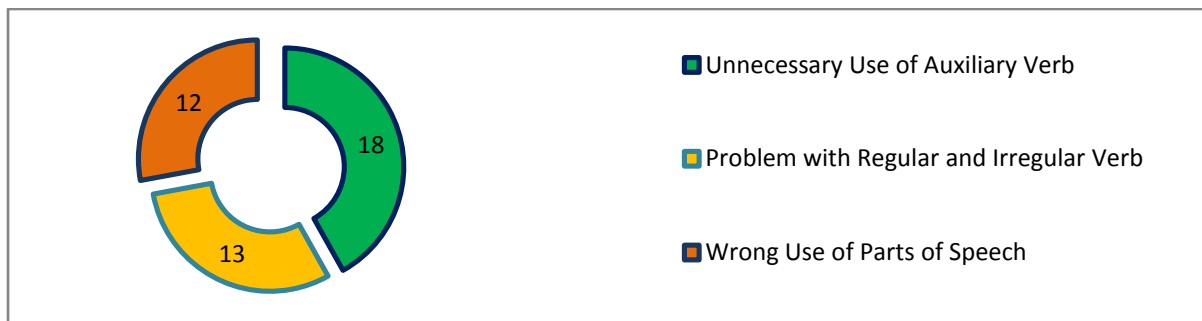 12
18
13
Unnecessary Use of Auxiliary Verb
Problem with Regular and Irregular Verb
Wrong Use of Parts of Speech